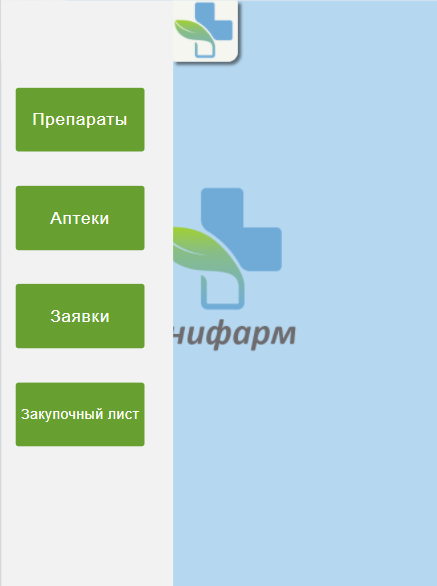 Препараты
Аптеки
нифарм
Заявки
Закупочный лист